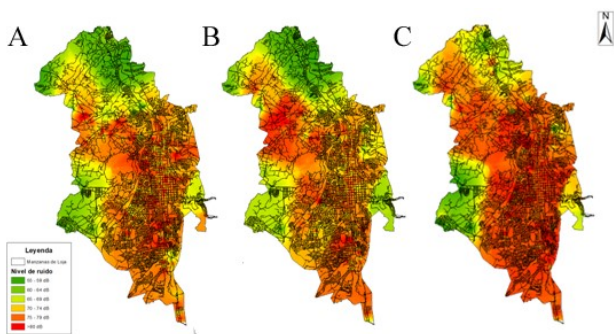 A
B
C
N
Leyenda
Manzanas de Loja
Nivel de ruido
55 - 59 dB
60 - 64 dB
65 - 69 dB
70 - 74 dB
75 - 79 dB
>80 dB